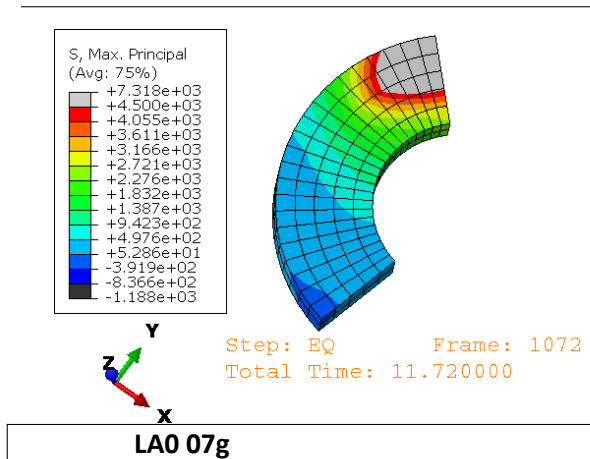 S, Max. Principal
(Avg: 75%)
+7.318e+03
+4.500e+03
+4.055e+03
+3.611e+03
+3.166e+03
+2.721e+03
+2.276e+03
+1.832e+03
+1.387e+03
+9.423e+02
+4.976e+02
+5.286e+01
-3.919e+02
-8.366e+02
-1.188e+03
Y
Z
X
Step: EQ Frame: 1072
Total Time: 11.720000
LA0 07g